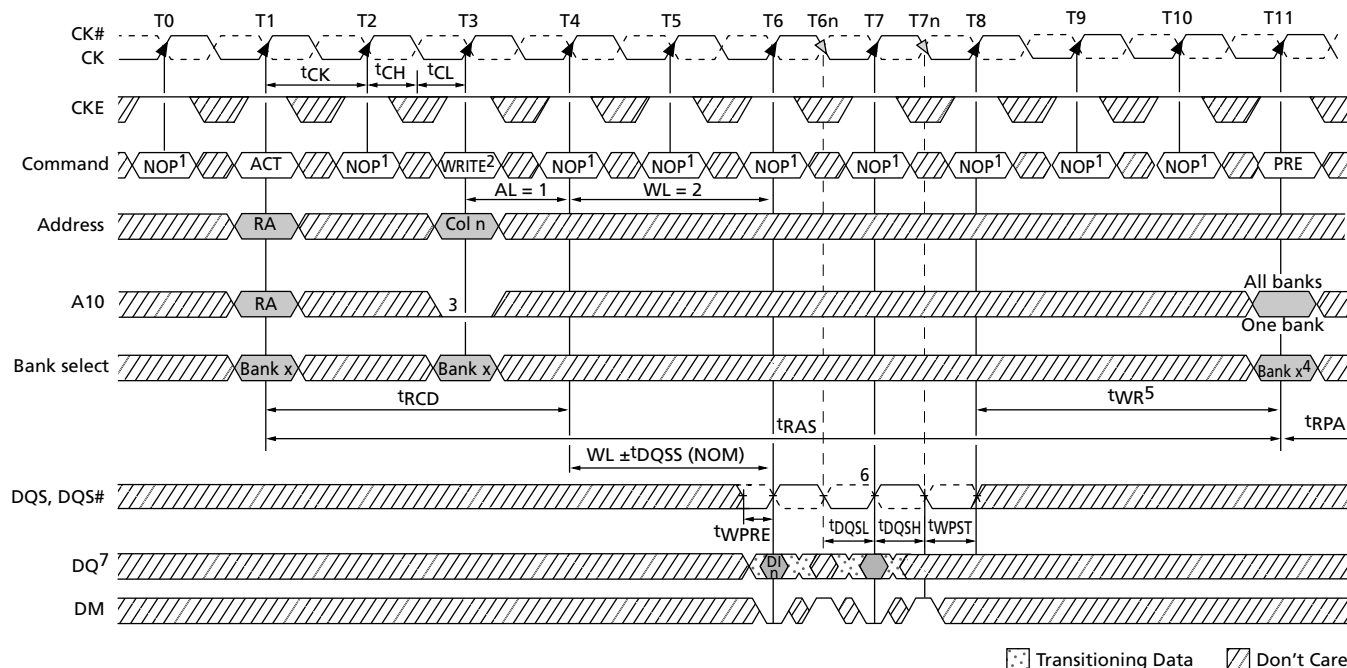 T0 T1 T2 T3 T4 T5 T6 T6n T7 T7n T8 T9 T10 T11
CK#
CK
tCK tCH tCL
CKE
Command NOP1 ACT NOP1 WRITE2 NOP1 NOP1 NOP1 NOP1 NOP1 NOP1 NOP1 PRE
AL = 1 WL = 2
Address RA Col n
All banks
A10 RA 3
One bank
Bank select Bank x Bank x Bank x4
tRCD tWR5
tRAS tRPA
WL ±tDQSS (NOM)
6
DQS, DQS#
tWPRE tDQSL tDQSH tWPST
DQ7 DI
n
DM
Transitioning Data Don't Care